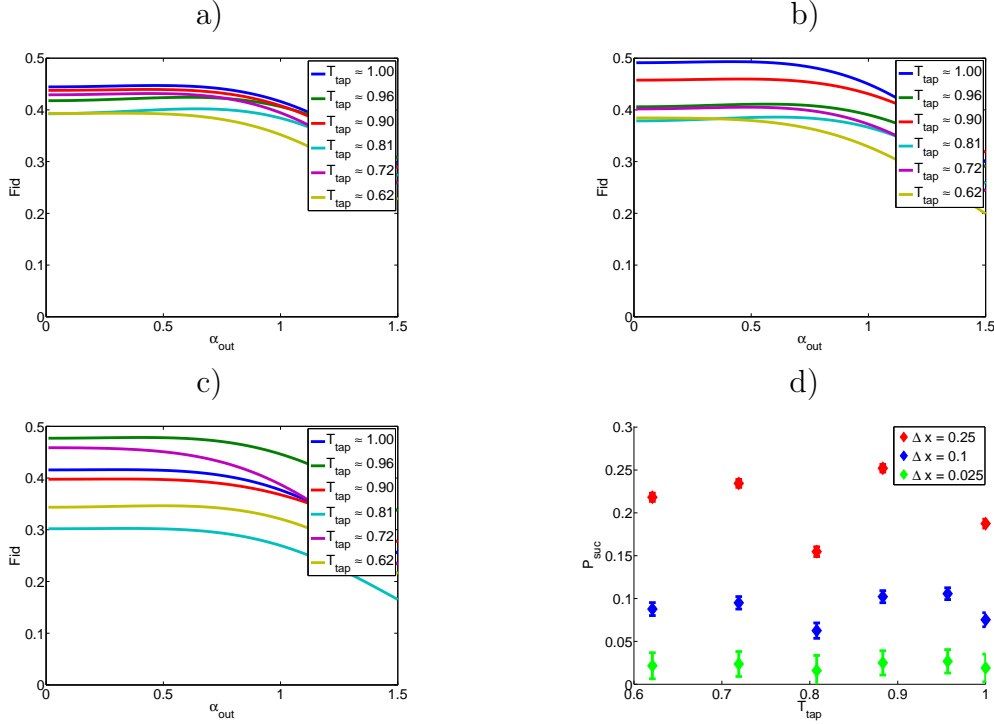 a)
0.5
0.4
0.3
0.2
0.1
0
Fid
T_tap ≈ 1.00
T_tap ≈ 0.96
T_tap ≈ 0.90
T_tap ≈ 0.81
T_tap ≈ 0.72
T_tap ≈ 0.62
0 0.5 1 1.5
α_out
b)
0.5
0.4
0.3
0.2
0.1
0
Fid
T_tap ≈ 1.00
T_tap ≈ 0.96
T_tap ≈ 0.90
T_tap ≈ 0.81
T_tap ≈ 0.72
T_tap ≈ 0.62
0 0.5 1 1.5
α_out
c)
0.5
0.4
0.3
0.2
0.1
0
Fid
T_tap ≈ 1.00
T_tap ≈ 0.96
T_tap ≈ 0.90
T_tap ≈ 0.81
T_tap ≈ 0.72
T_tap ≈ 0.62
0 0.5 1 1.5
α_out
d)
0.3
0.25
0.2
0.15
0.1
0.05
0
P_suc
Δ x = 0.25
Δ x = 0.1
Δ x = 0.025
0.6 0.7 0.8 0.9 1
T_tap